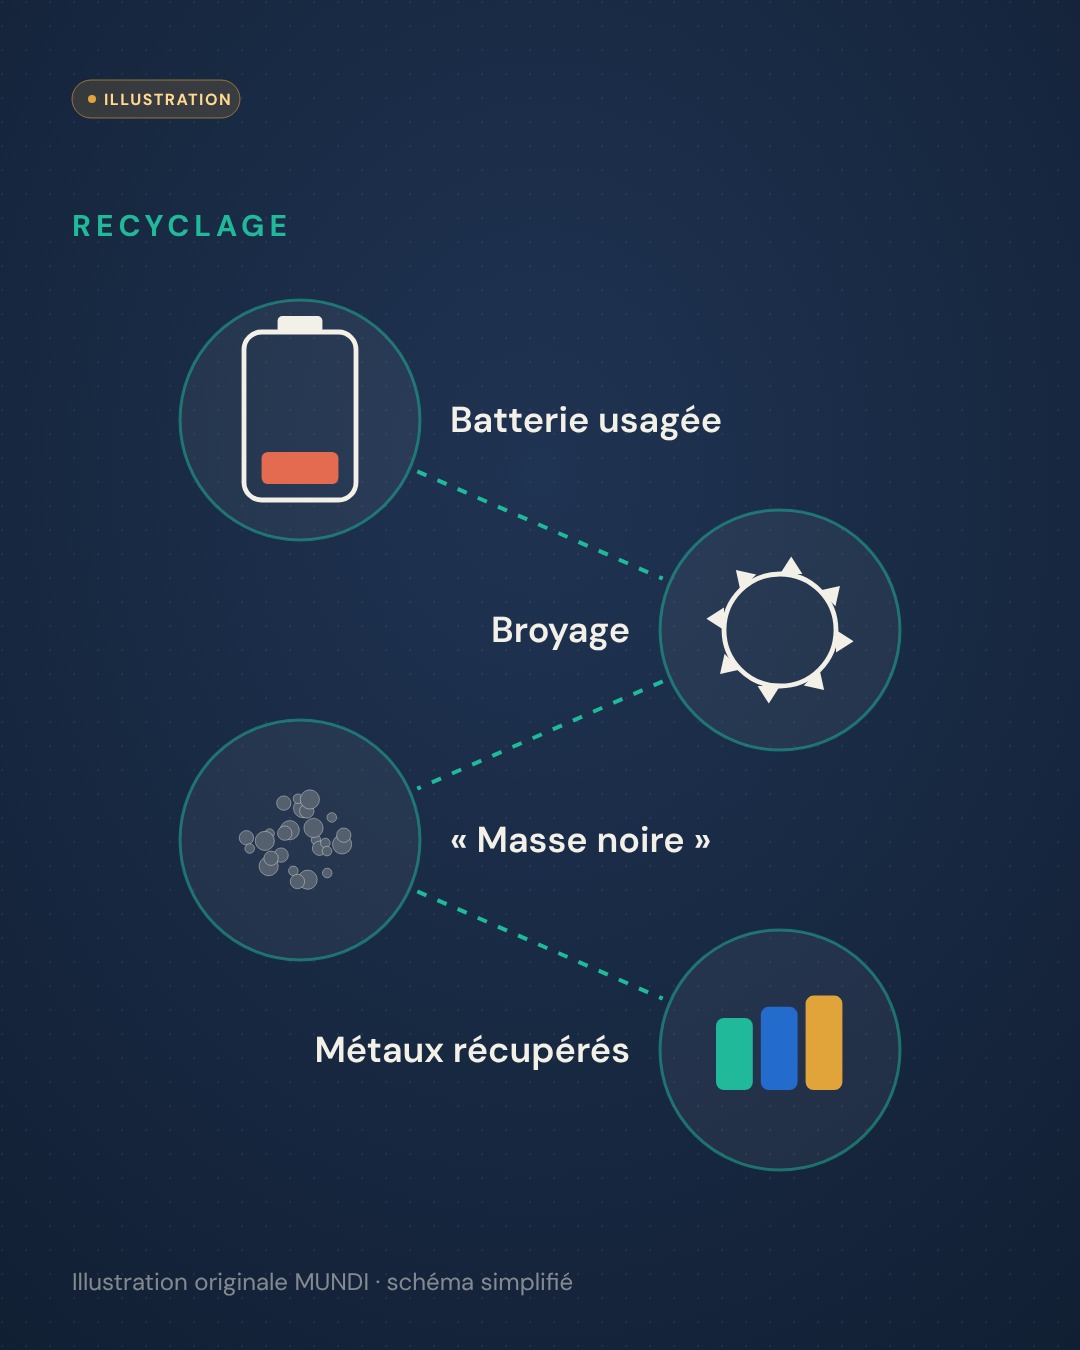 ILLUSTRATION
RECYCLAGE
Batterie usagée
Broyage
« Masse noire »
Métaux récupérés
Illustration originale MUNDI · schéma simplifié